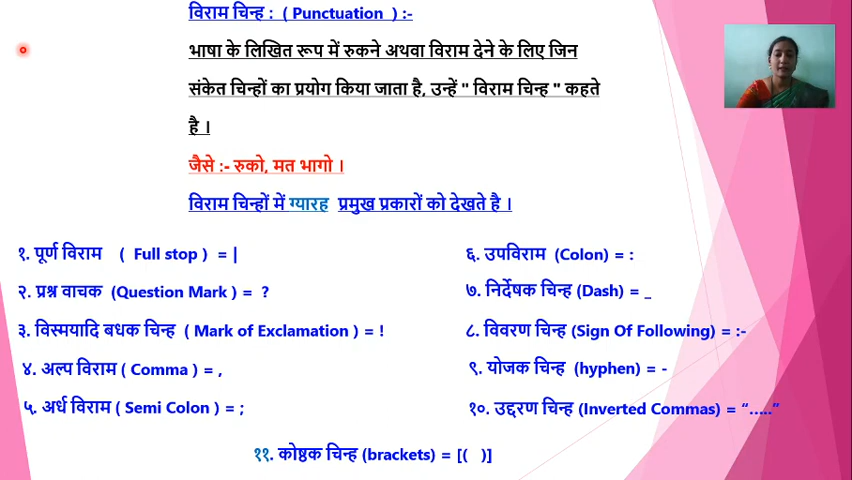 विराम चिन्ह : ( Punctuation ) :-
भाषा के लिखित रूप में रुकने अथवा विराम देने के लिए जिन
संकेत चिन्हों का प्रयोग किया जाता है, उन्हें " विराम चिन्ह " कहते
है ।
जैसे :- रुको, मत भागो ।
विराम चिन्हों में ग्यारह प्रमुख प्रकारों को देखते है ।
१. पूर्ण विराम ( Full stop ) = |
२. प्रश्न वाचक (Question Mark ) = ?
३. विस्मयादि बधक चिन्ह ( Mark of Exclamation ) = !
४. अल्प विराम ( Comma ) = ,
५. अर्ध विराम ( Semi Colon ) = ;
६. उपविराम (Colon) = :
७. निर्देषक चिन्ह (Dash) = _
८. विवरण चिन्ह (Sign Of Following) = :-
९. योजक चिन्ह (hyphen) = -
१०. उद्दरण चिन्ह (Inverted Commas) = “…..”
११. कोष्ठक चिन्ह (brackets) = [( )]